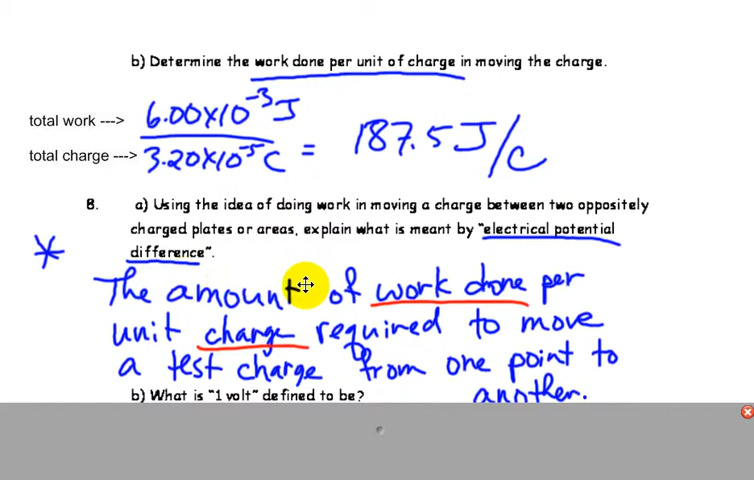 b) Determine the work done per unit of charge in moving the charge.
total work ---> 6.00×10⁻³J
total charge ---> 3.20×10⁻⁵C = 187.5 J/C
8. a) Using the idea of doing work in moving a charge between two oppositely
charged plates or areas, explain what is meant by "electrical potential
difference".
* The amount of work done per
unit charge required to move
a test charge from one point to
another.
b) What is "1 volt" defined to be?